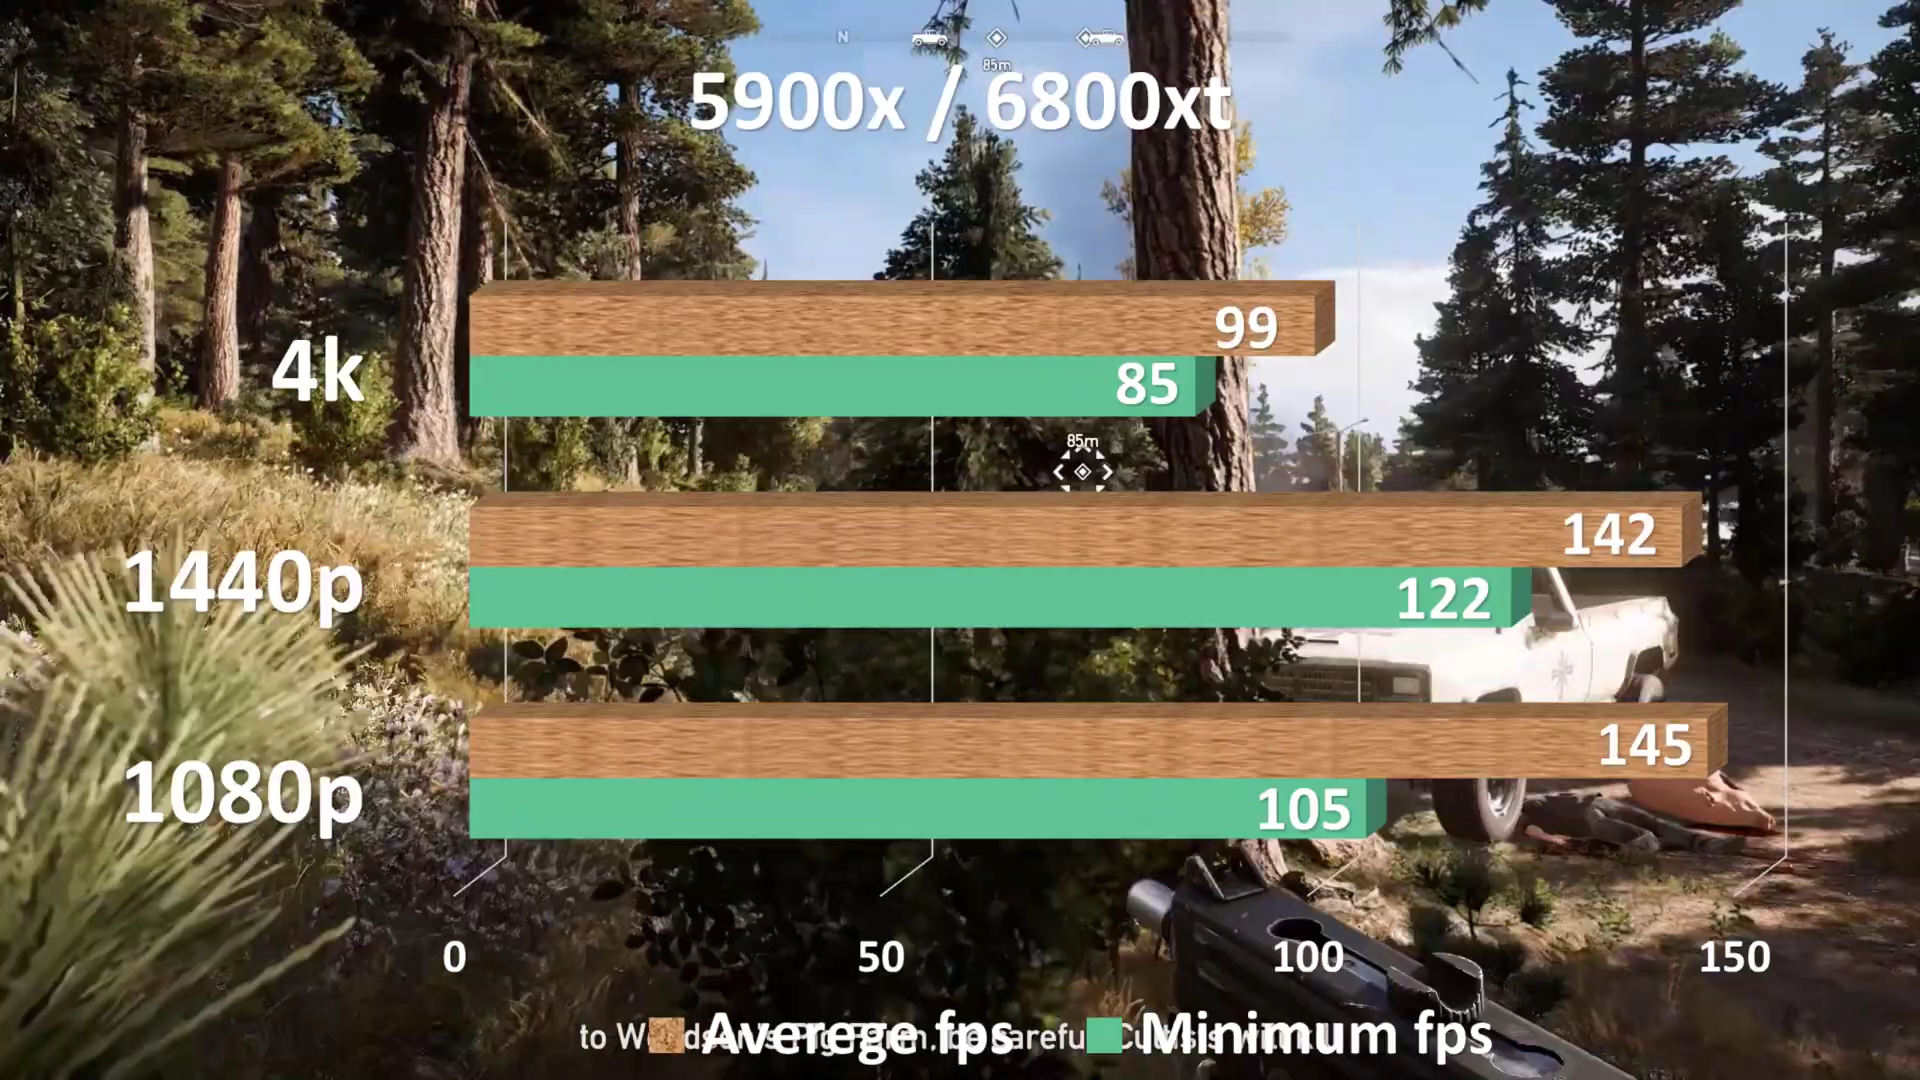 N
85m
5900x / 6800xt
99
4k
85
85m
142
1440p
122
145
1080p
105
0 50 100 150
Averege fps Minimum fps
to